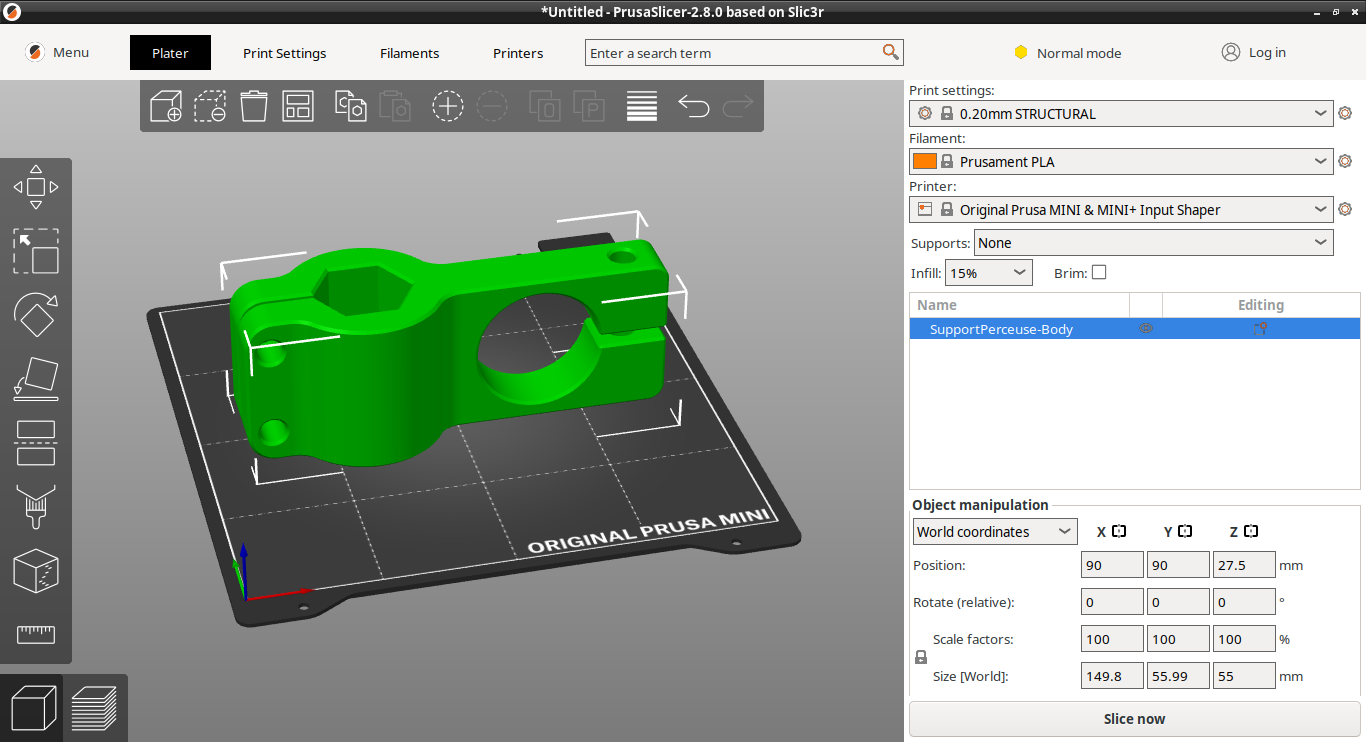 *Untitled - PrusaSlicer-2.8.0 based on Slic3r
Menu
Plater
Print Settings
Filaments
Printers
Enter a search term
Normal mode
Log in
Print settings:
0.20mm STRUCTURAL
Filament:
Prusament PLA
Printer:
Original Prusa MINI & MINI+ Input Shaper
Supports: None
Infill: 15% Brim:
Name Editing
SupportPerceuse-Body
ORIGINAL PRUSA MINI
Object manipulation
World coordinates X Y Z
Position: 90 90 27.5 mm
Rotate (relative): 0 0 0 °
Scale factors: 100 100 100 %
Size [World]: 149.8 55.99 55 mm
Slice now